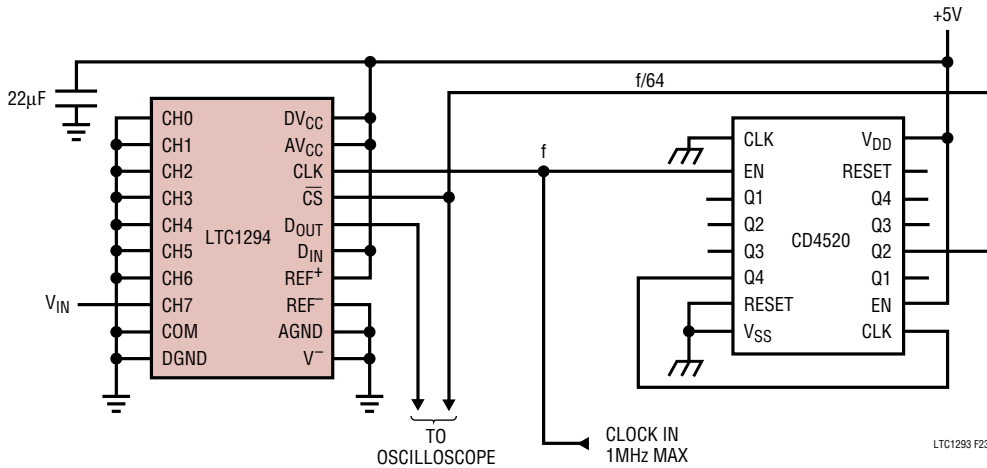 +5V
22µF
f/64
CH0
CH1
CH2
CH3
CH4
CH5
CH6
CH7
COM
DGND
LTC1294
DVCC
AVCC
CLK
CS
DOUT
DIN
REF+
REF–
AGND
V–
VIN
f
TO
OSCILLOSCOPE
CLOCK IN
1MHz MAX
CLK
EN
Q1
Q2
Q3
Q4
RESET
VSS
CD4520
VDD
RESET
Q4
Q3
Q2
Q1
EN
CLK
LTC1293 F23